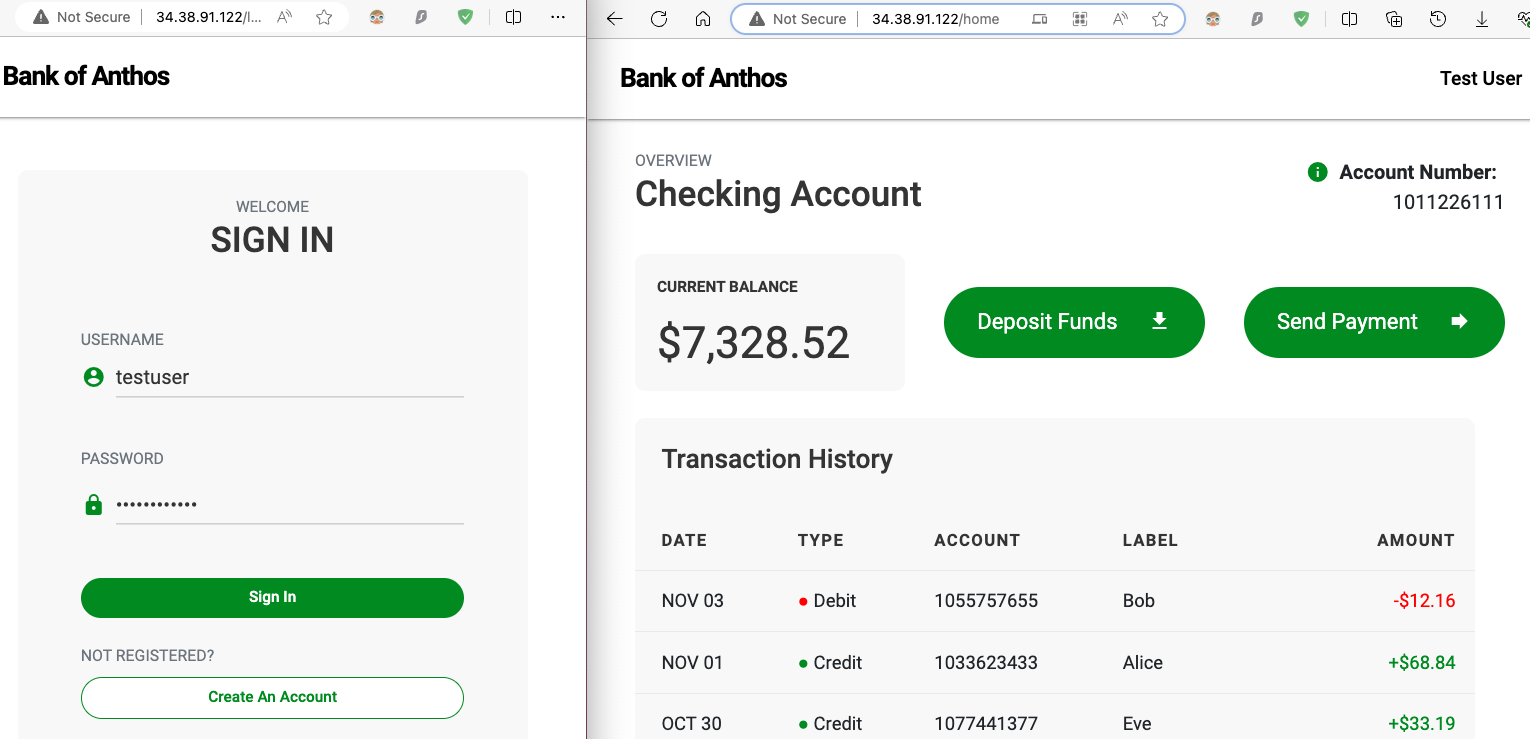 Not Secure 34.38.91.122/l...
Bank of Anthos
WELCOME
SIGN IN
USERNAME
testuser
PASSWORD
••••••••••••
Sign In
NOT REGISTERED?
Create An Account
Not Secure 34.38.91.122/home
Bank of Anthos Test User
OVERVIEW
Checking Account
Account Number:
1011226111
CURRENT BALANCE
$7,328.52
Deposit Funds
Send Payment
Transaction History
DATE TYPE ACCOUNT LABEL AMOUNT
NOV 03 Debit 1055757655 Bob -$12.16
NOV 01 Credit 1033623433 Alice +$68.84
OCT 30 Credit 1077441377 Eve +$33.19